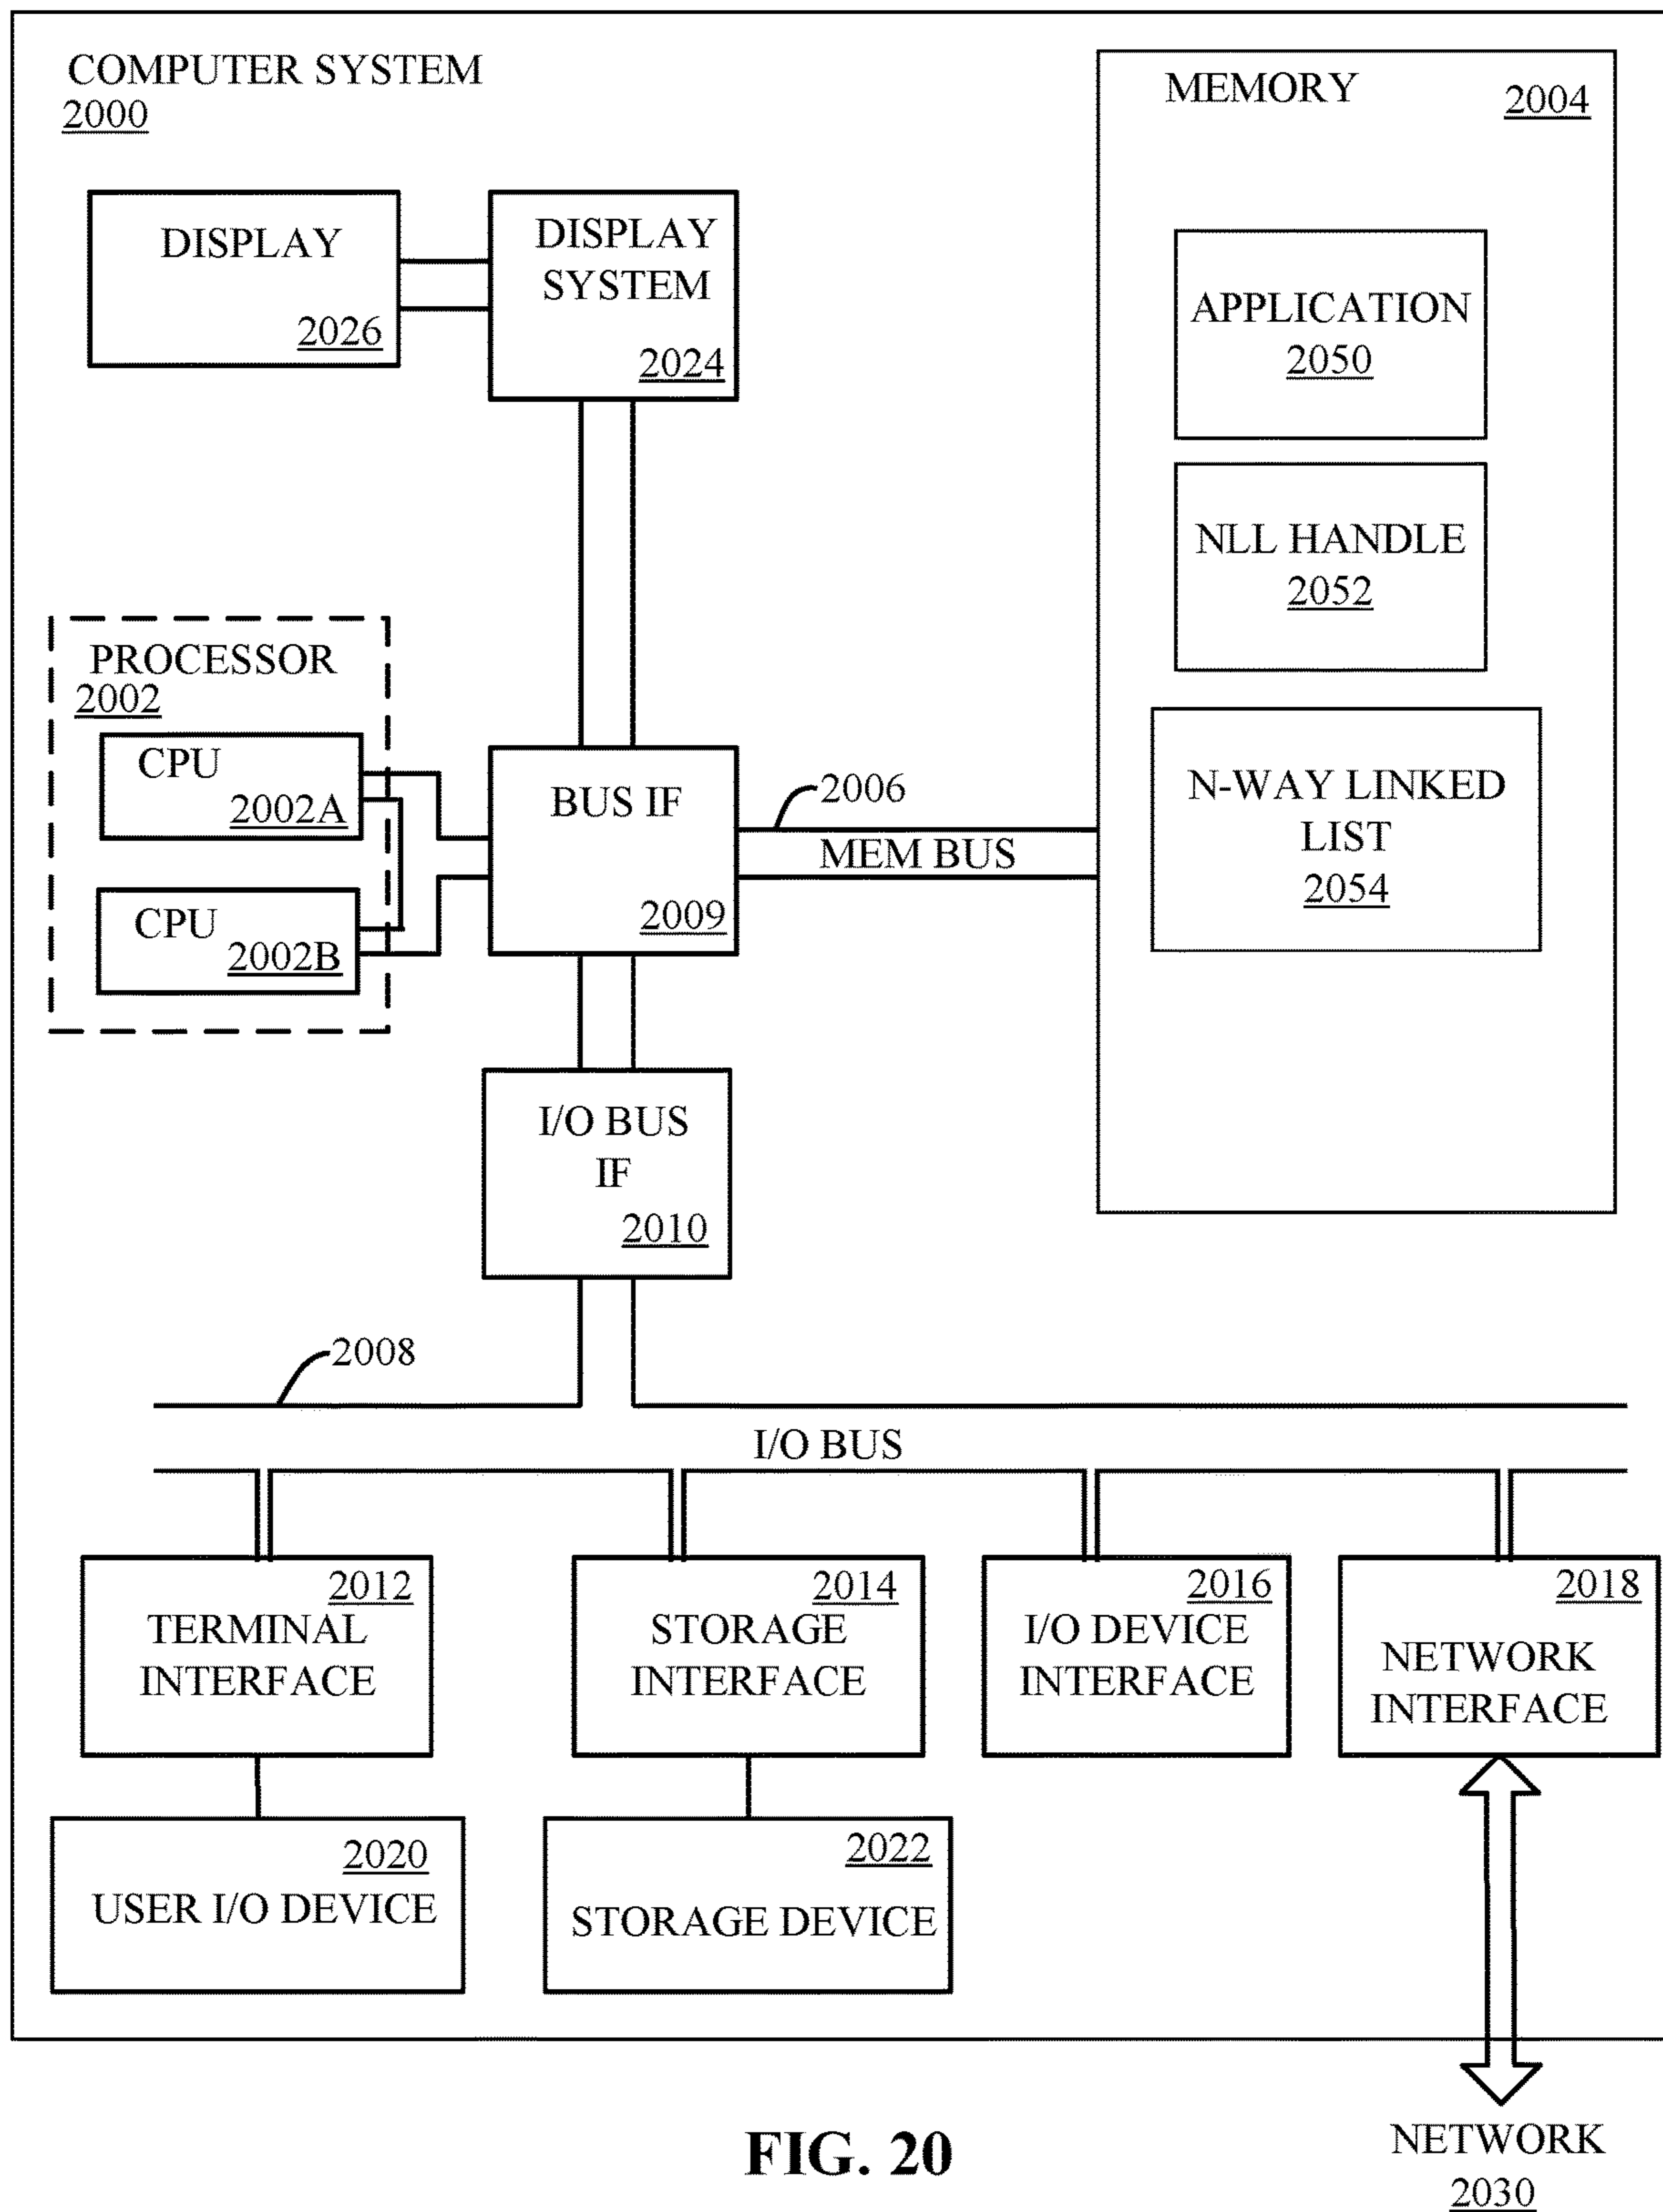 COMPUTER SYSTEM
2000
MEMORY
2004
DISPLAY
2026
DISPLAY
SYSTEM
2024
APPLICATION
2050
NLL HANDLE
2052
N-WAY LINKED
LIST
2054
PROCESSOR
2002
CPU
2002A
CPU
2002B
BUS IF
2009
2006
MEM BUS
I/O BUS
IF
2010
2008
I/O BUS
2012
TERMINAL
INTERFACE
2014
STORAGE
INTERFACE
2016
I/O DEVICE
INTERFACE
2018
NETWORK
INTERFACE
2020
USER I/O DEVICE
2022
STORAGE DEVICE
NETWORK
2030
FIG. 20